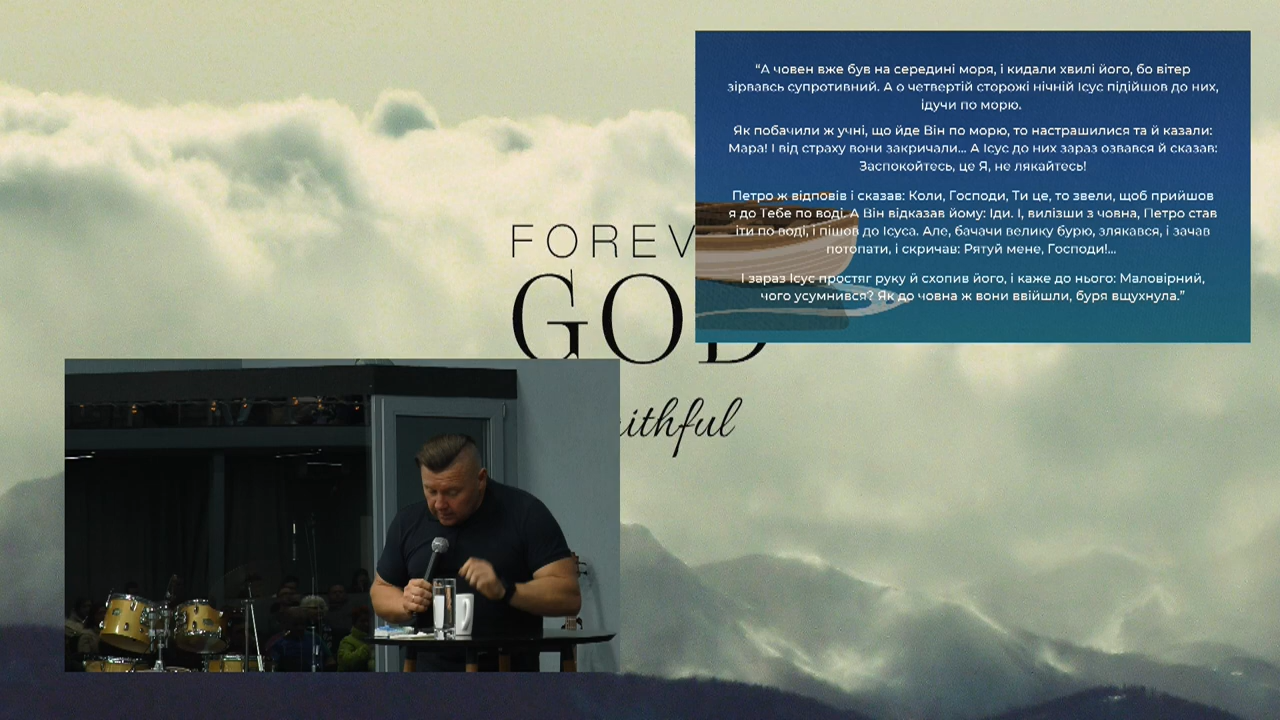 “А човен вже був на середині моря, і кидали хвилі його, бо вітер
зірвавсь супротивний. А о четвертій сторожі нічній Ісус підійшов до них,
ідучи по морю.
Як побачили ж учні, що йде Він по морю, то настрашилися та й казали:
Мара! І від страху вони закричали... А Ісус до них зараз озвався й сказав:
Заспокойтесь, це Я, не лякайтесь!
Петро ж відповів і сказав: Коли, Господи, Ти це, то звели, щоб прийшов
я до Тебе по воді. А Він відказав йому: Іди. І, вилізши з човна, Петро став
іти по воді, і пішов до Ісуса. Але, бачачи велику бурю, злякався, і зачав
потопати, і скричав: Рятуй мене, Господи!...
І зараз Ісус простяг руку й схопив його, і каже до нього: Маловірний,
чого усумнився? Як до човна ж вони ввійшли, буря вщухнула.”
FOREV
GOD
ithful